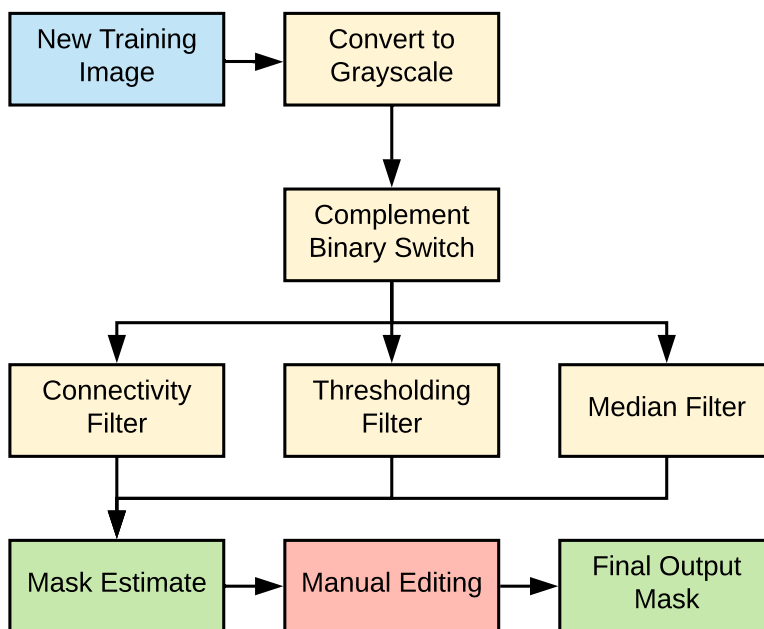 New Training
Image
Convert to
Grayscale
Complement
Binary Switch
Connectivity
Filter
Thresholding
Filter
Median Filter
Mask Estimate
Manual Editing
Final Output
Mask